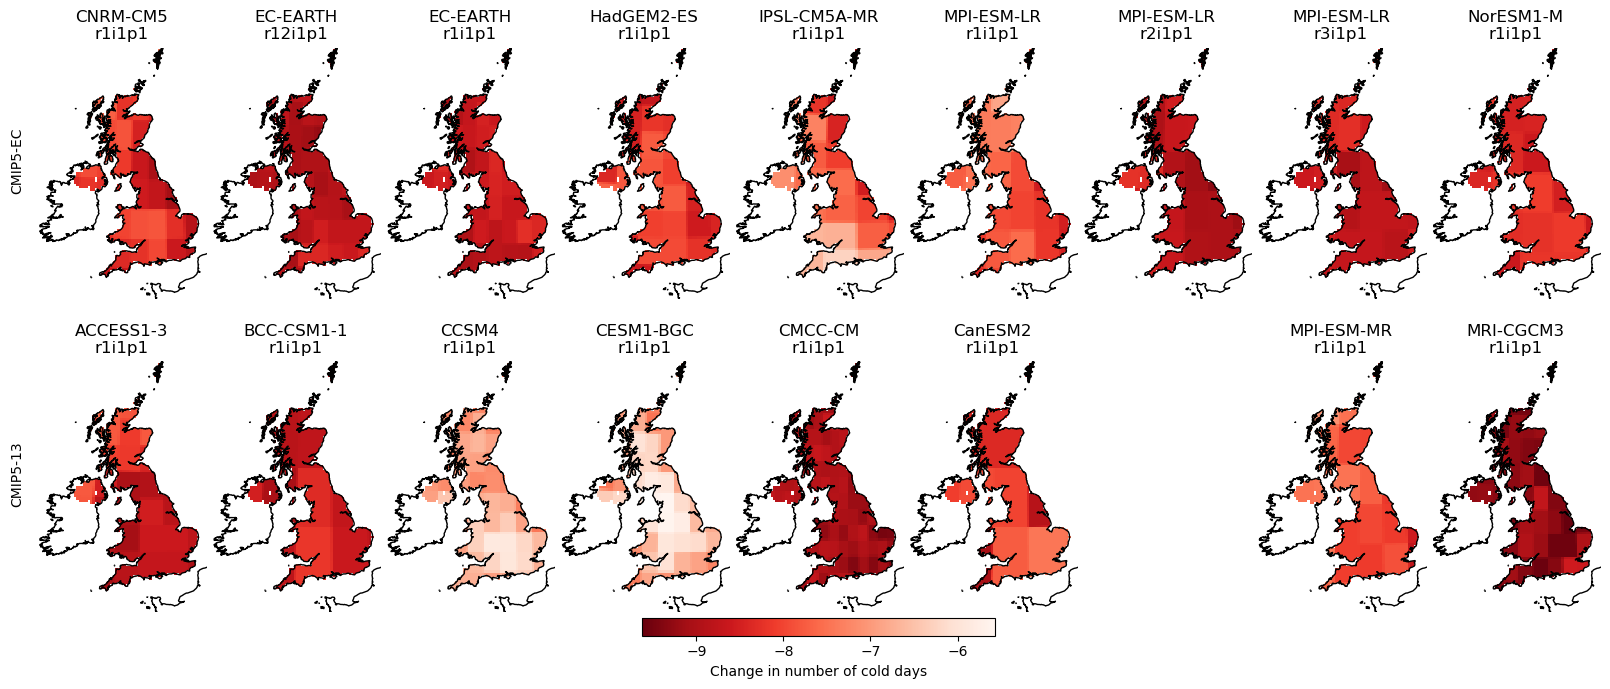 CNRM-CM5 EC-EARTH EC-EARTH HadGEM2-ES IPSL-CM5A-MR MPI-ESM-LR MPI-ESM-LR MPI-ESM-LR NorESM1-M
r1i1p1 r12i1p1 r1i1p1 r1i1p1 r1i1p1 r1i1p1 r2i1p1 r3i1p1 r1i1p1
CMIP5-EC
ACCESS1-3 BCC-CSM1-1 CCSM4 CESM1-BGC CMCC-CM CanESM2 MPI-ESM-MR MRI-CGCM3
r1i1p1 r1i1p1 r1i1p1 r1i1p1 r1i1p1 r1i1p1 r1i1p1 r1i1p1
CMIP5-13
−9 −8 −7 −6
Change in number of cold days